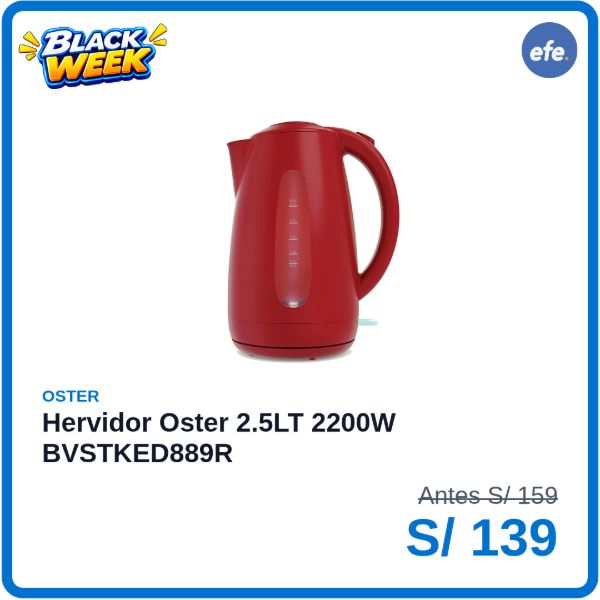 BLACK
WEEK
efe.
OSTER
Hervidor Oster 2.5LT 2200W
BVSTKED889R
Antes S/ 159
S/ 139